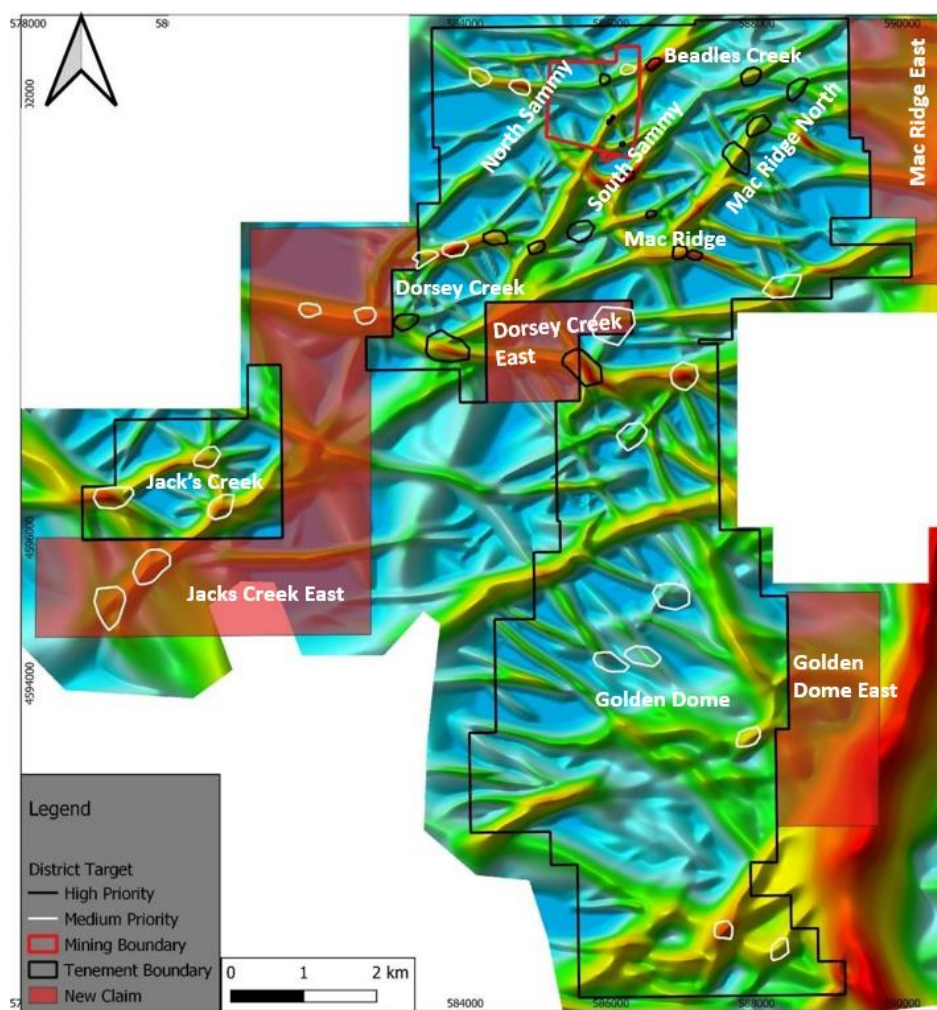 578000
58
584000
586000
588000
590000
Beadles Creek
North Sammy
South Sammy
Mac Ridge North
Mac Ridge East
Mac Ridge
Dorsey Creek
Dorsey Creek
East
Jack's Creek
4596000
Jacks Creek East
4594000
Golden Dome
Golden
Dome East
Legend
District Target
High Priority
Medium Priority
Mining Boundary
Tenement Boundary
New Claim
0 1 2 km
584000
586000
588000
590000